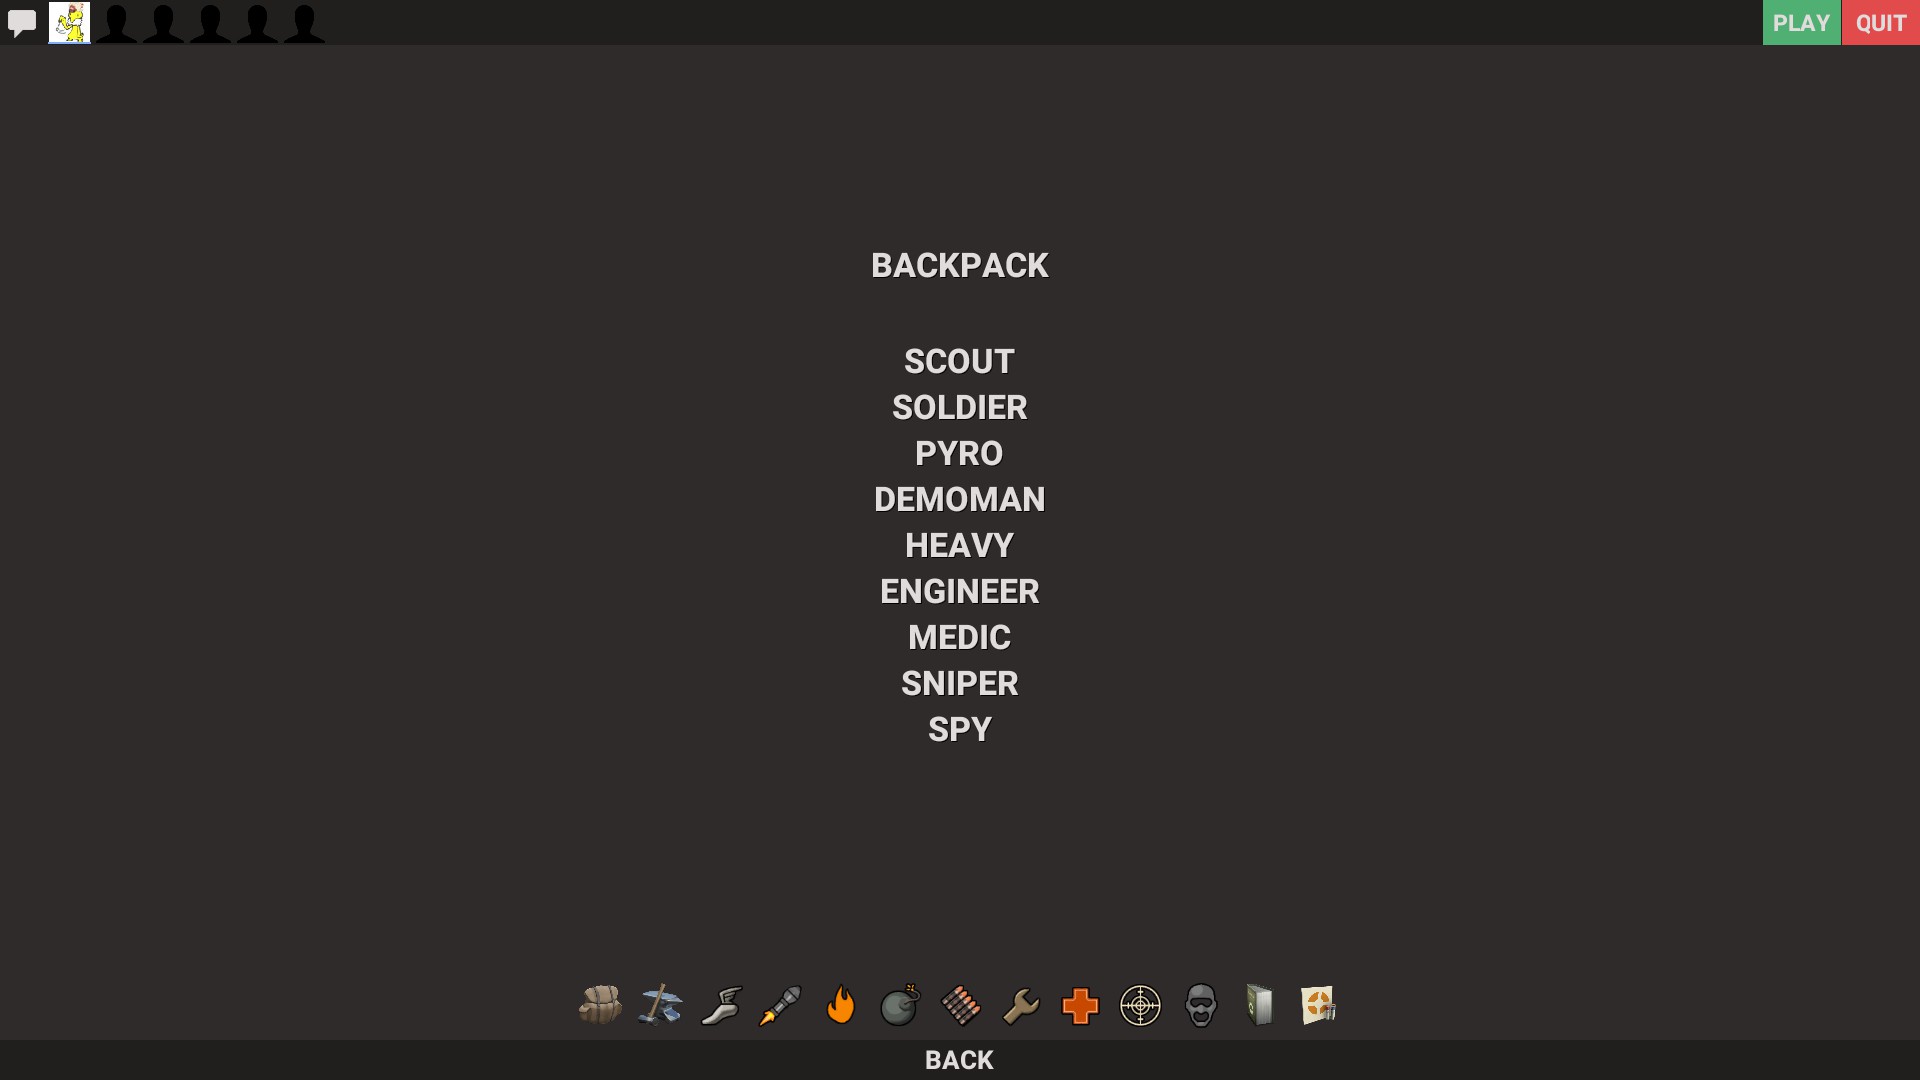 PLAY QUIT
BACKPACK
SCOUT
SOLDIER
PYRO
DEMOMAN
HEAVY
ENGINEER
MEDIC
SNIPER
SPY
BACK